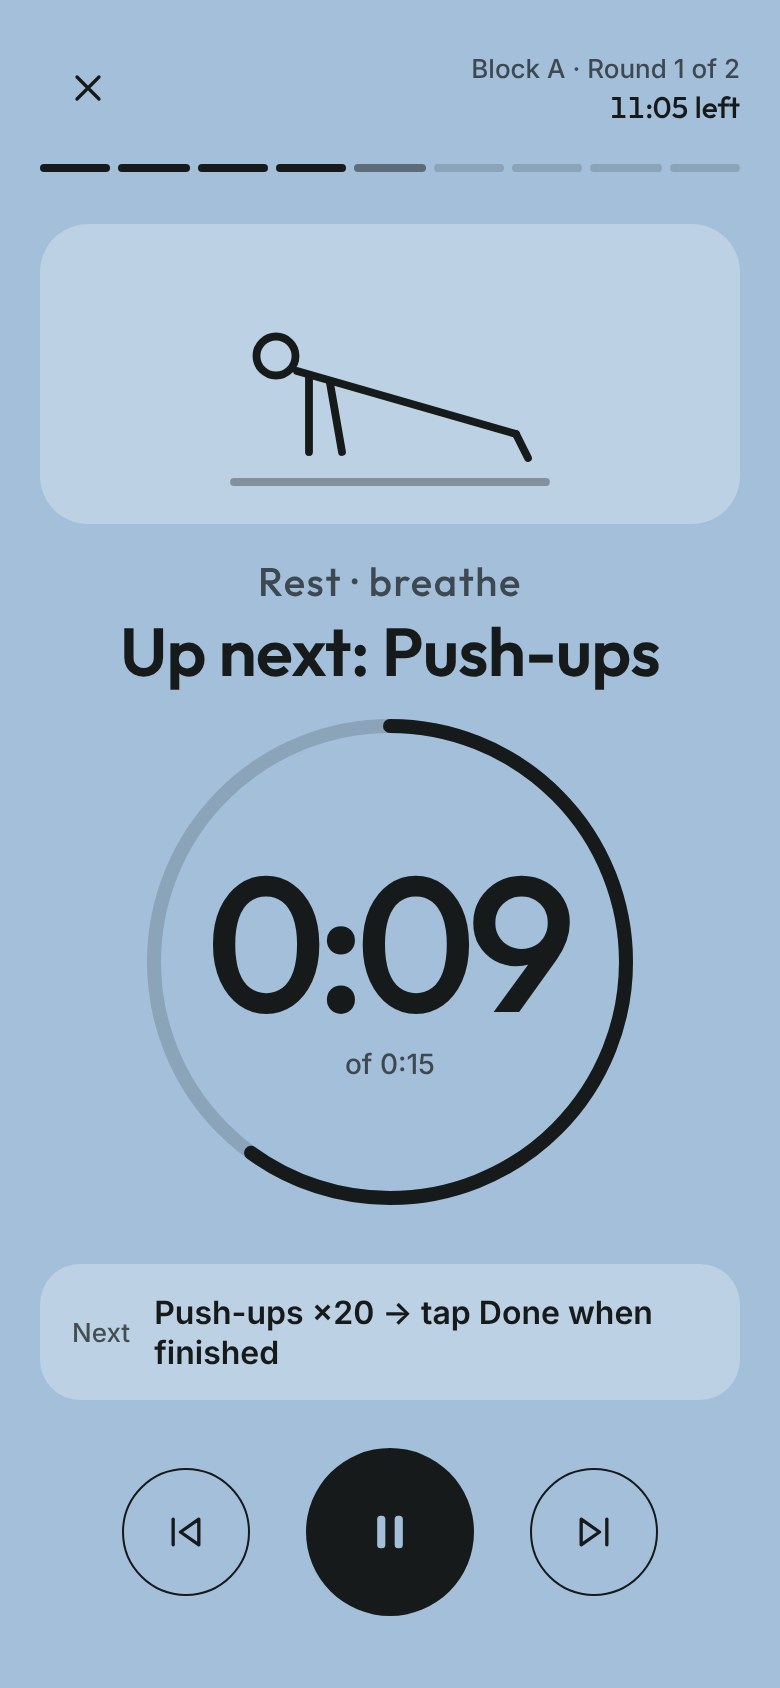 Block A · Round 1 of 2
11:05 left
Rest · breathe
Up next: Push-ups
0:09
of 0:15
Next
Push-ups ×20 → tap Done when
finished